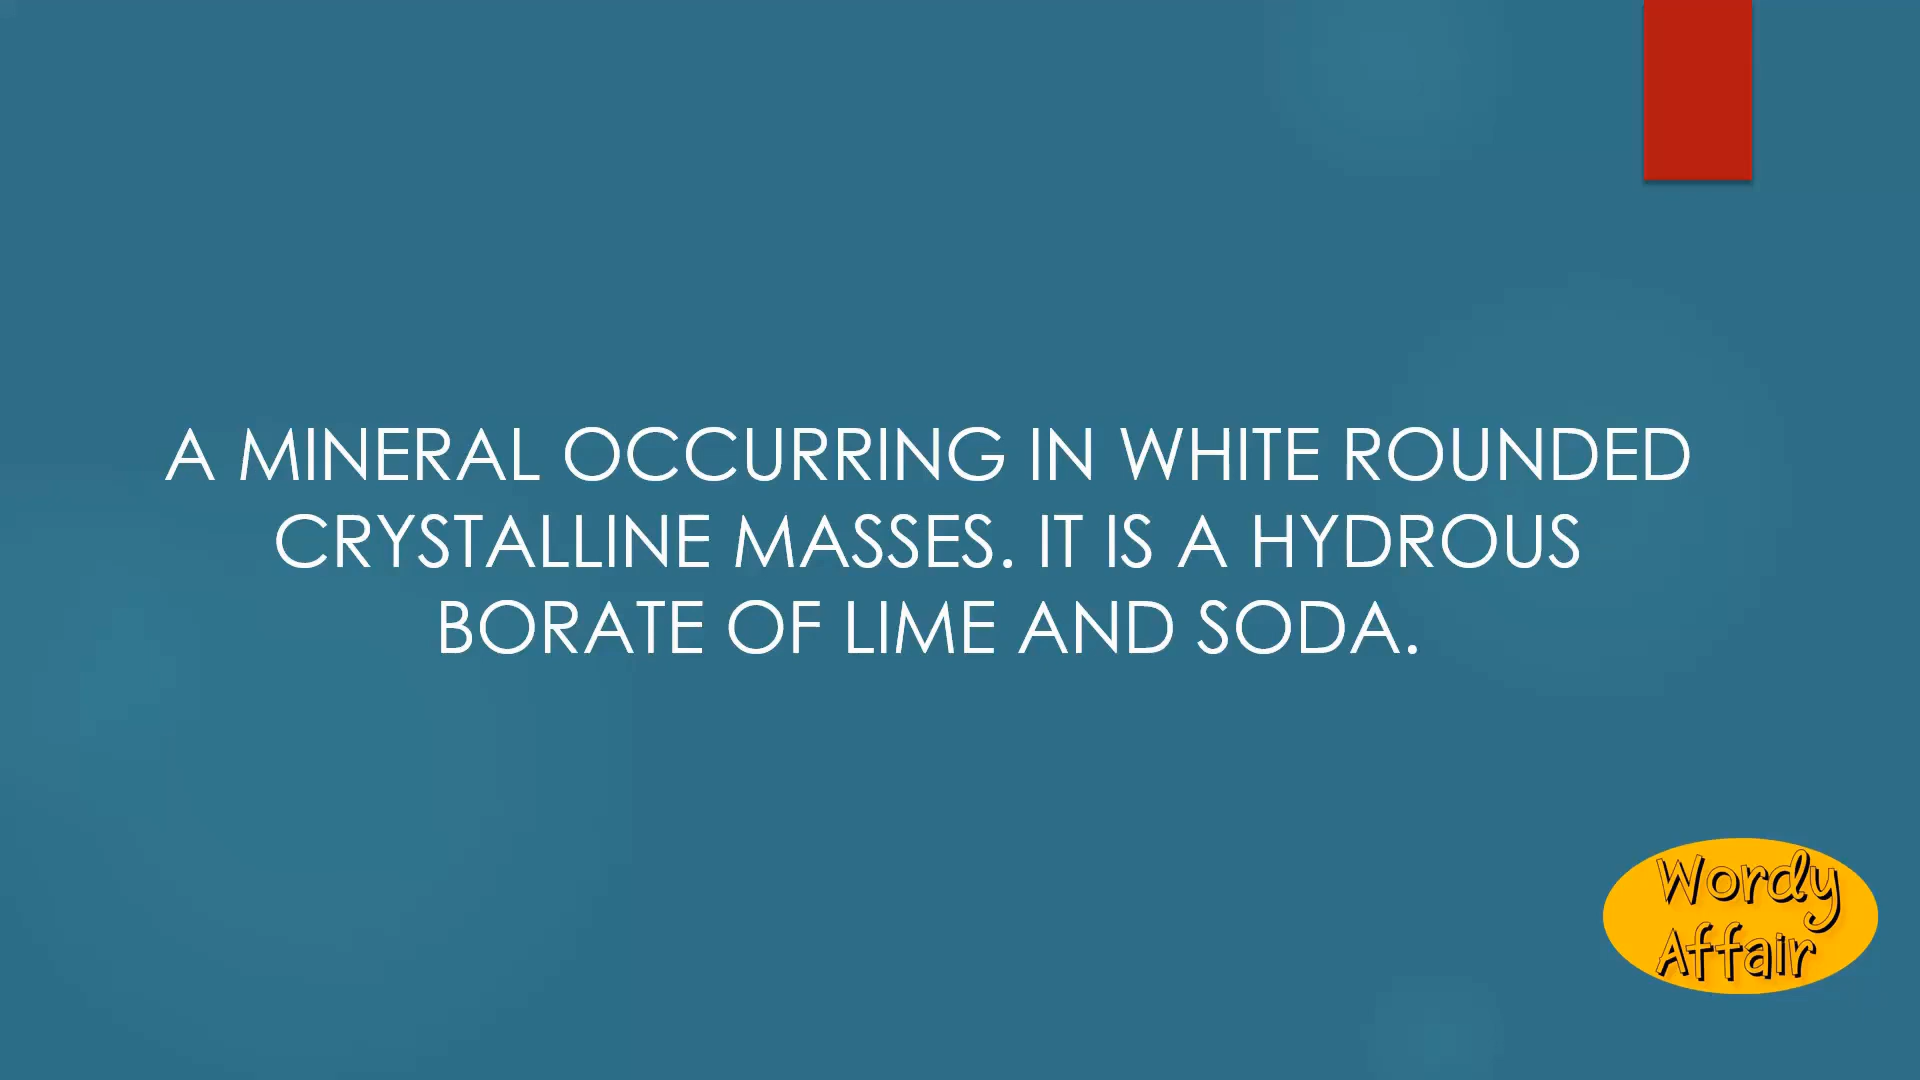 A MINERAL OCCURRING IN WHITE ROUNDED
CRYSTALLINE MASSES. IT IS A HYDROUS
BORATE OF LIME AND SODA.
Wordy
Affair